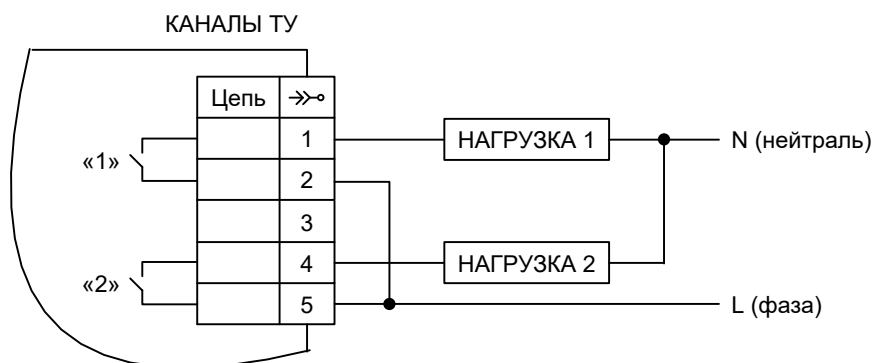 КАНАЛЫ ТУ
Цепь
1 НАГРУЗКА 1 N (нейтраль)
«1»
2
3
4 НАГРУЗКА 2
«2»
5 L (фаза)